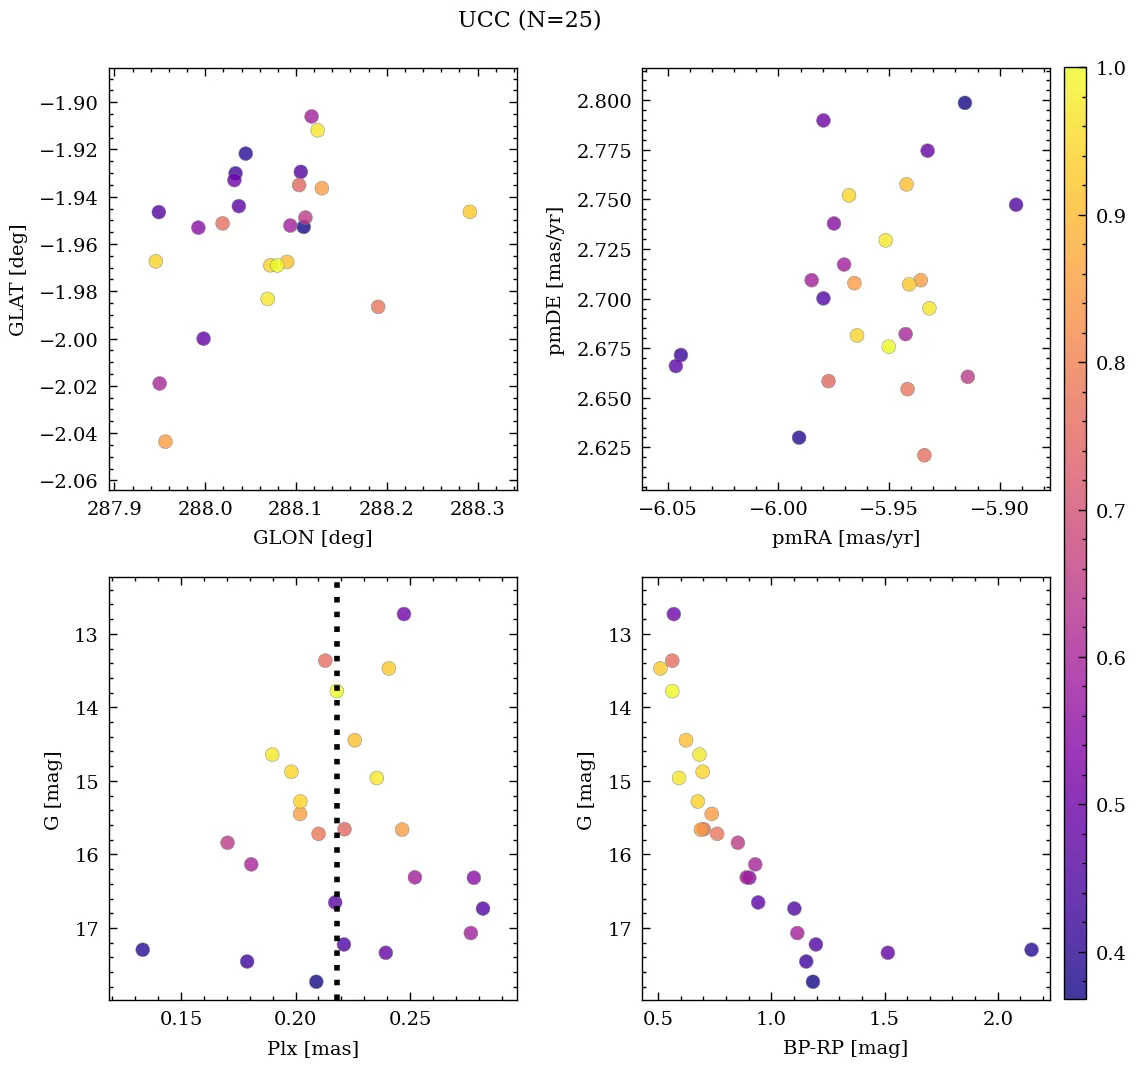 UCC (N=25)
−1.90
−1.92
−1.94
−1.96
−1.98
−2.00
−2.02
−2.04
−2.06
GLAT [deg]
287.9 288.0 288.1 288.2 288.3
GLON [deg]
2.800
2.775
2.750
2.725
2.700
2.675
2.650
2.625
pmDE [mas/yr]
−6.05 −6.00 −5.95 −5.90
pmRA [mas/yr]
13
14
15
16
17
G [mag]
0.15 0.20 0.25
Plx [mas]
13
14
15
16
17
G [mag]
0.5 1.0 1.5 2.0
BP-RP [mag]
1.0
0.9
0.8
0.7
0.6
0.5
0.4